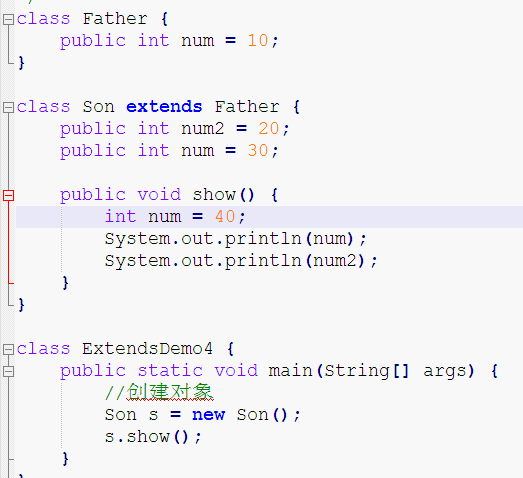 class Father {
    public int num = 10;
}
class Son extends Father {
    public int num2 = 20;
    public int num = 30;
    public void show() {
        int num = 40;
        System.out.println(num);
        System.out.println(num2);
    }
}
class ExtendsDemo4 {
    public static void main(String[] args) {
        //创建对象
        Son s = new Son();
        s.show();
    }
}